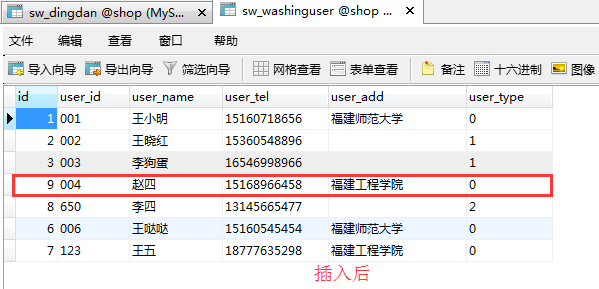 sw_dingdan @shop (MyS... sw_washinguser @shop ...
文件 编辑 查看 窗口 帮助
导入向导 导出向导 筛选向导 网格查看 表单查看 备注 十六进制 图像
id user_id user_name user_tel user_add user_type
1 001 王小明 15160718656 福建师范大学 0
2 002 王晓红 15360548896 1
3 003 李狗蛋 16546998966 1
9 004 赵四 15168966458 福建工程学院 0
8 650 李四 13145665477 2
6 006 王哒哒 15160545454 福建师范大学 0
7 123 王五 18777635298 福建工程学院 0
插入后